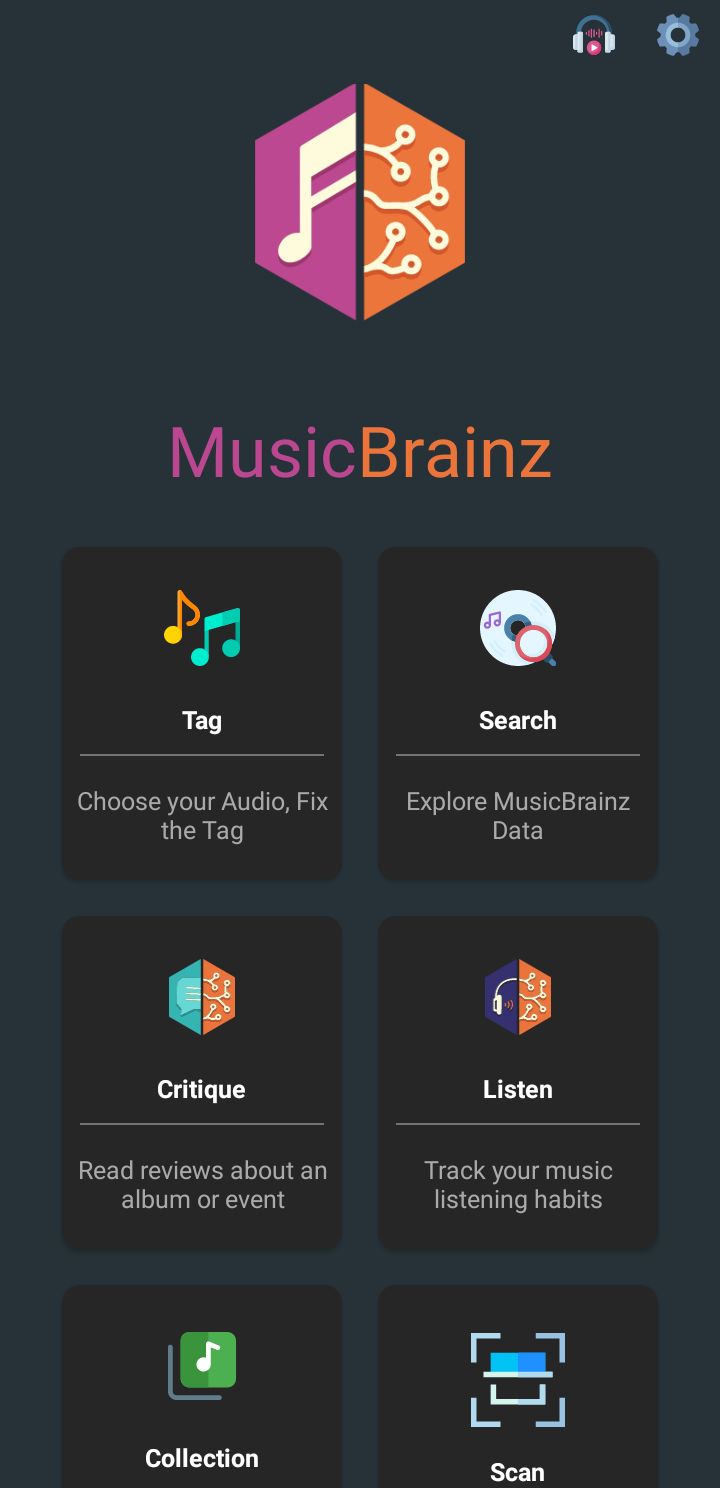 MusicBrainz
Tag
Choose your Audio, Fix
the Tag
Search
Explore MusicBrainz
Data
Critique
Read reviews about an
album or event
Listen
Track your music
listening habits
Collection
Scan